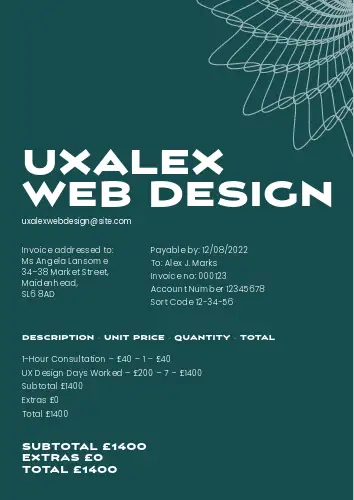 UXALEX
WEB DESIGN
uxalexwebdesign@site.com
Invoice addressed to:
Ms Angela Lansome
34-38 Market Street,
Maidenhead,
SL6 8AD
Payable by: 12/08/2022
To: Alex J. Marks
Invoice no: 000123
Account Number 12345678
Sort Code 12-34-56
DESCRIPTION - UNIT PRICE - QUANTITY - TOTAL
1-Hour Consultation – £40 – 1 – £40
UX Design Days Worked – £200 – 7 – £1400
Subtotal £1400
Extras £0
Total £1400
SUBTOTAL £1400
EXTRAS £0
TOTAL £1400